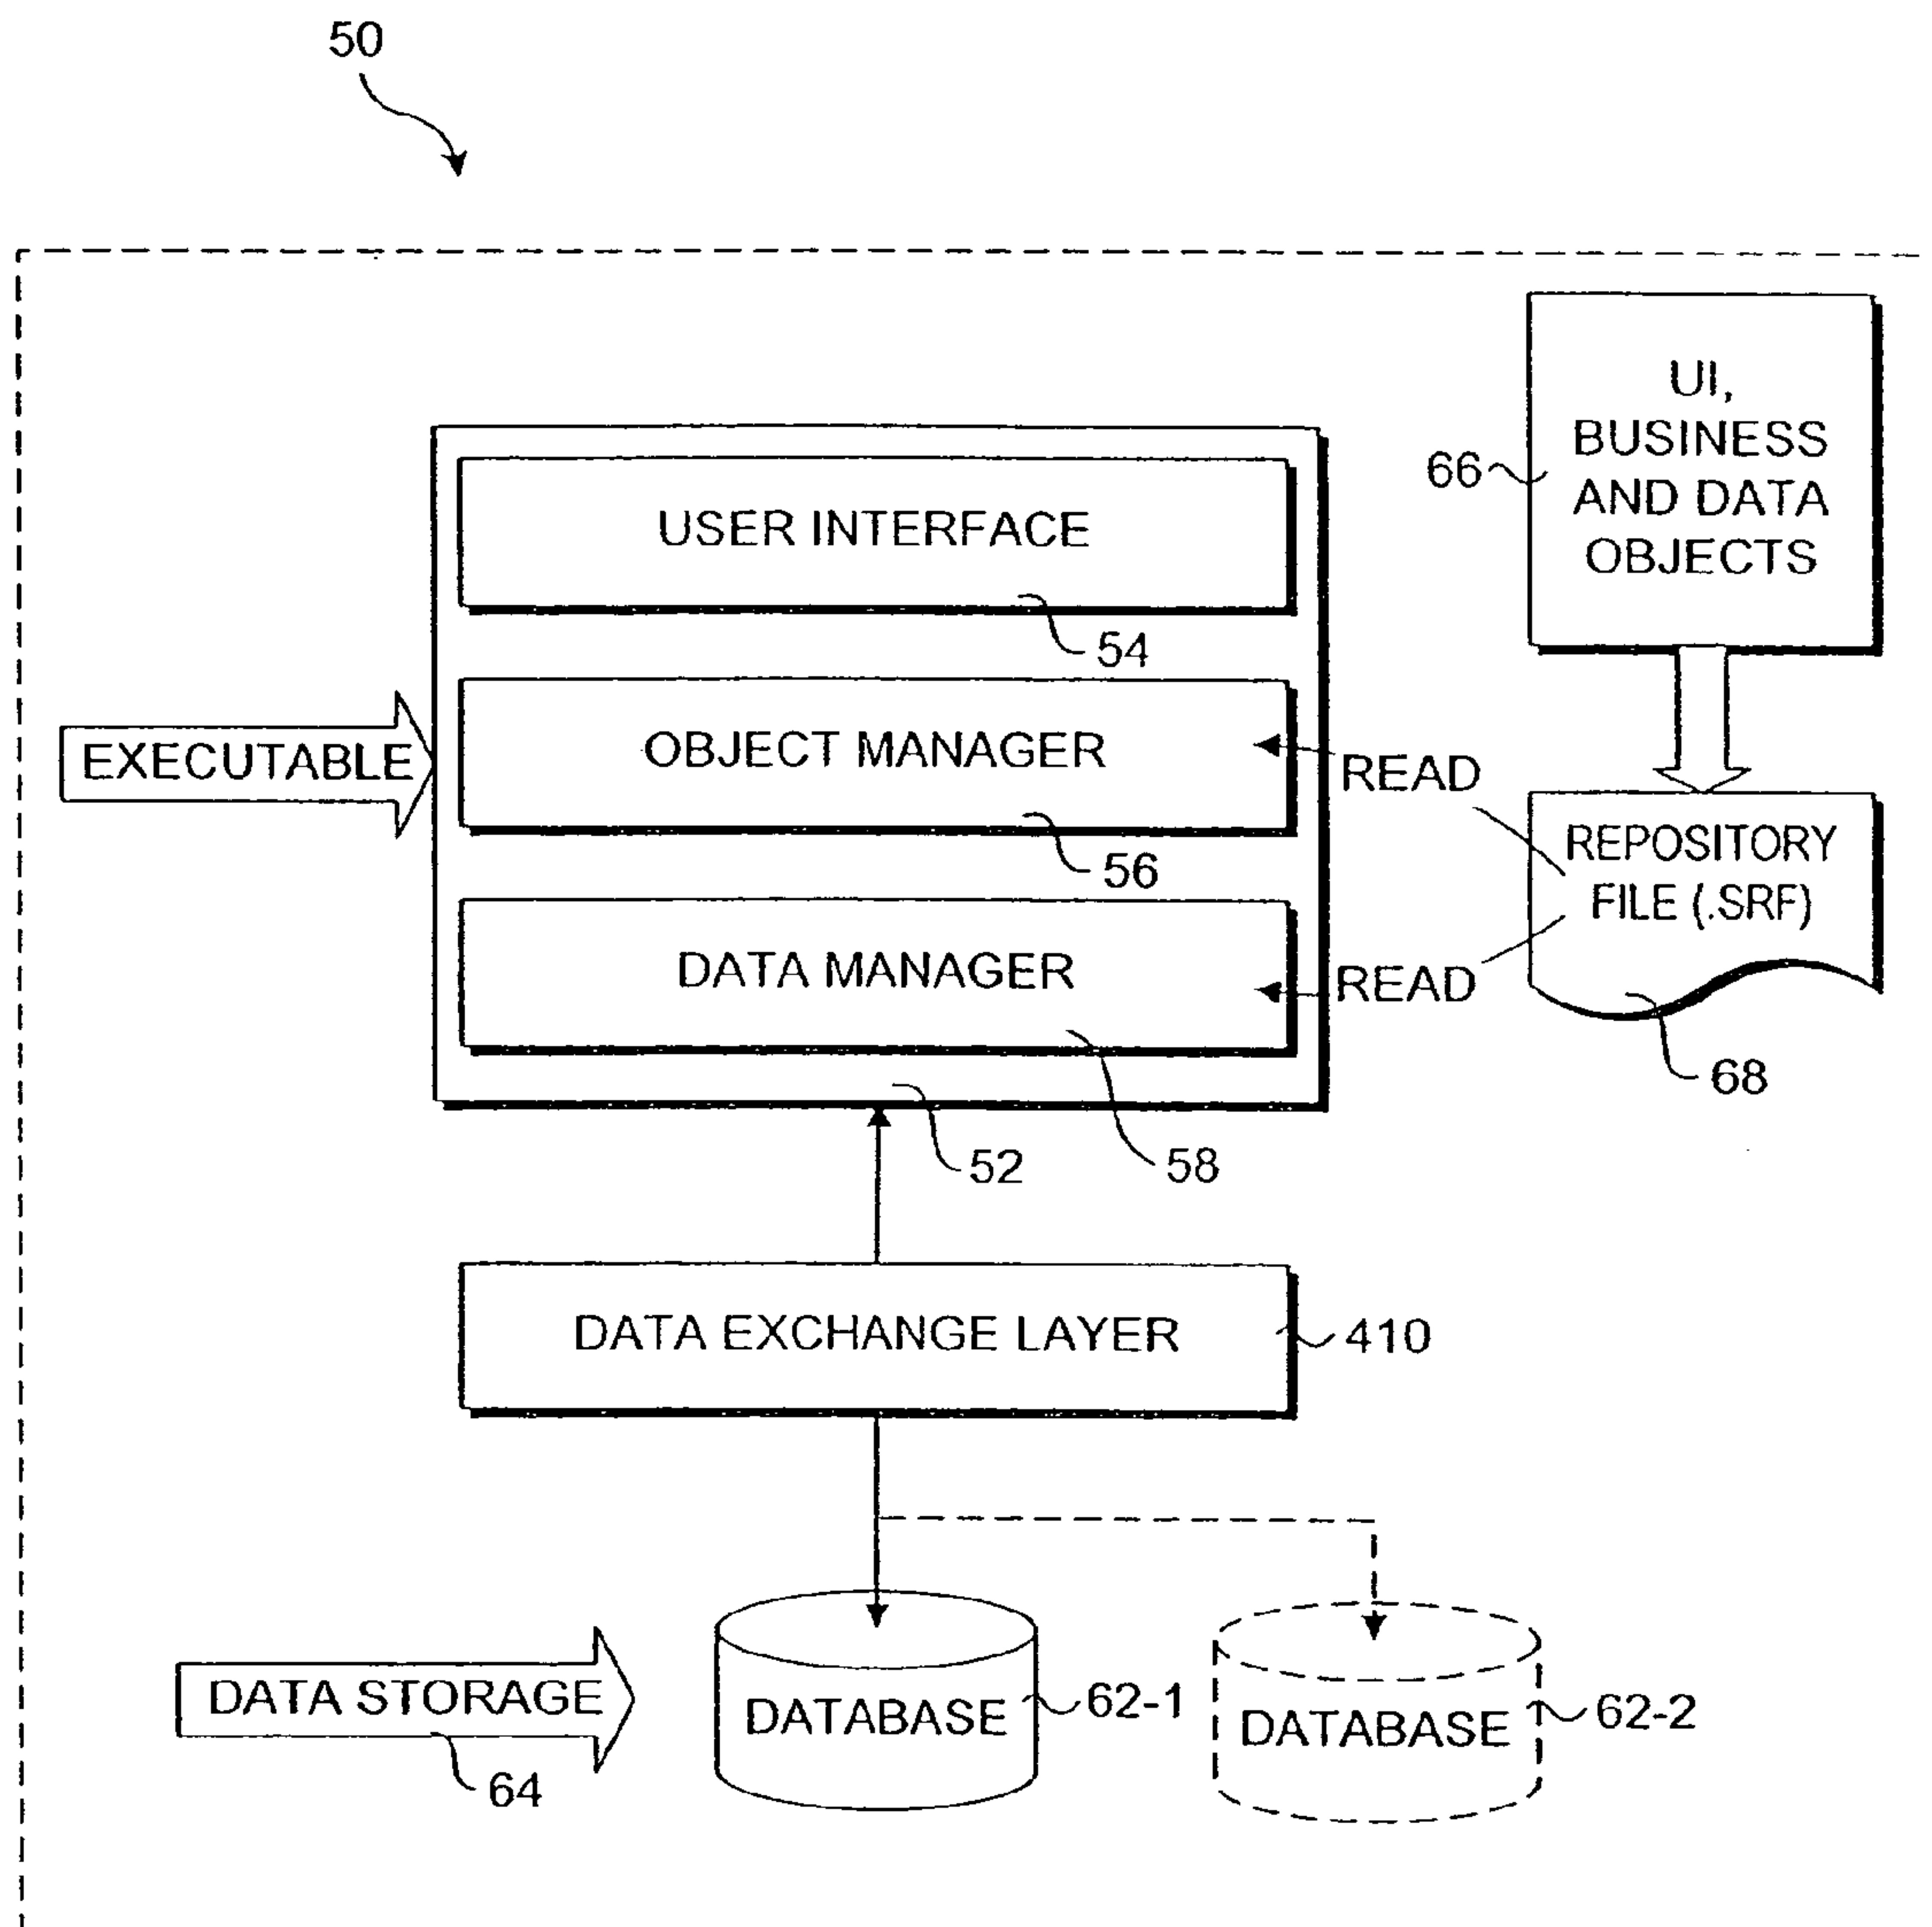 50
UI,
BUSINESS
AND DATA
OBJECTS
66
USER INTERFACE
54
EXECUTABLE
OBJECT MANAGER
READ
56
REPOSITORY
FILE (.SRF)
DATA MANAGER
READ
68
52
58
DATA EXCHANGE LAYER
410
DATA STORAGE
64
DATABASE
62-1
DATABASE
62-2